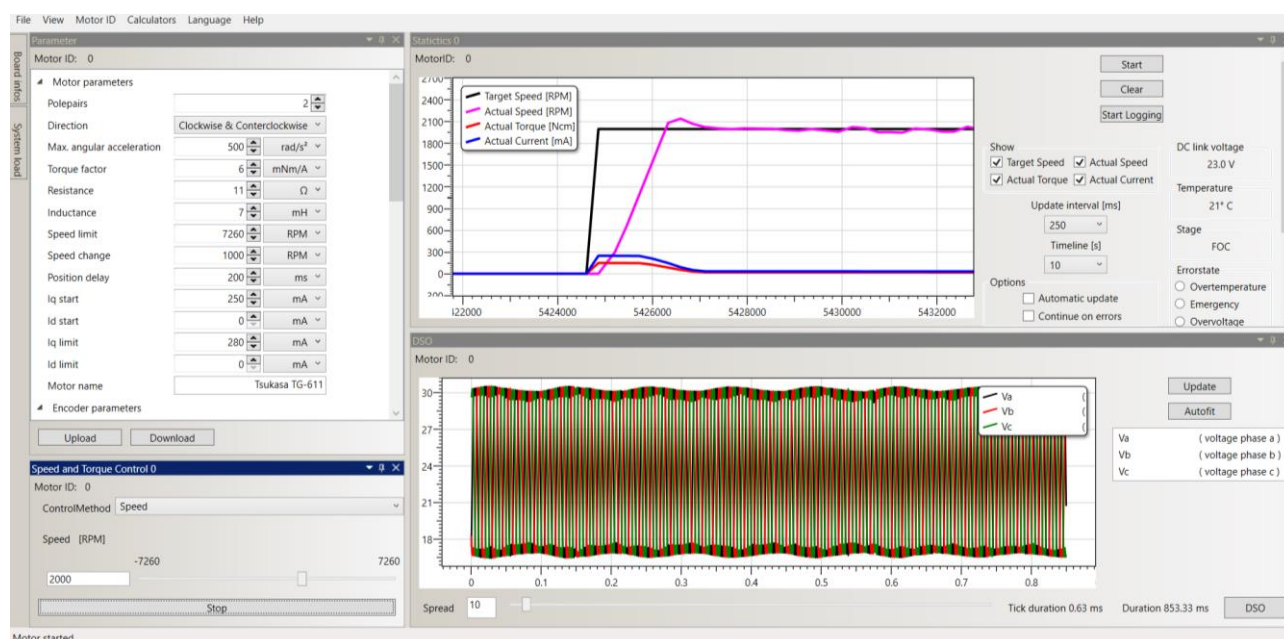 File View Motor ID Calculators Language Help
Board infos
System load
Parameter
Motor ID: 0
Motor parameters
Polepairs 2
Direction Clockwise & Conterclockwise
Max. angular acceleration 500 rad/s²
Torque factor 6 mNm/A
Resistance 11 Ω
Inductance 7 mH
Speed limit 7260 RPM
Speed change 1000 RPM
Position delay 200 ms
Iq start 250 mA
Id start 0 mA
Iq limit 280 mA
Id limit 0 mA
Motor name Tsukasa TG-611
Encoder parameters
Upload Download
Speed and Torque Control 0
Motor ID: 0
ControlMethod Speed
Speed [RPM]
-7260 7260
2000
Stop
Motor started
Statictics 0
MotorID: 0
2700
2400
2100
1800
1500
1200
900
600
300
0
Target Speed [RPM]
Actual Speed [RPM]
Actual Torque [Ncm]
Actual Current [mA]
5424000 5426000 5428000 5430000 5432000
Start
Clear
Start Logging
Show
Target Speed Actual Speed
Actual Torque Actual Current
Update interval [ms]
250
Timeline [s]
10
Options
Automatic update
Continue on errors
DC link voltage
23.0 V
Temperature
21° C
Stage
FOC
Errorstate
Overtemperature
Emergency
Overvoltage
DSO
Motor ID: 0
30
27
24
21
18
Va (
Vb (
Vc (
0 0.1 0.2 0.3 0.4 0.5 0.6 0.7 0.8
Update
Autofit
Va ( voltage phase a )
Vb ( voltage phase b )
Vc ( voltage phase c )
Spread 10
Tick duration 0.63 ms Duration 853.33 ms DSO